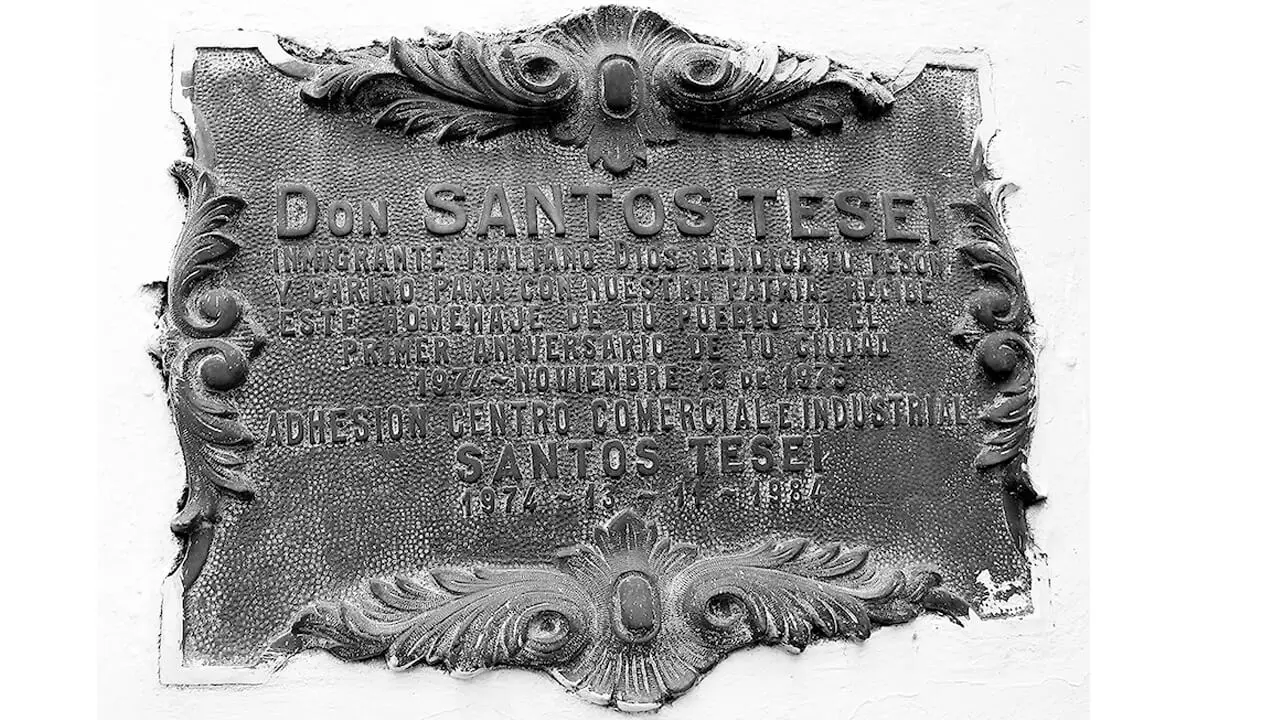 DON SANTOS TESEI
INMIGRANTE ITALIANO DIOS BENDIGA TU TESON
Y CARIÑO PARA CON NUESTRA PATRIA. RECIBE
ESTE HOMENAJE DE TU PUEBLO EN EL
PRIMER ANIVERSARIO DE TU CIUDAD
1974~NOVIEMBRE 13 DE 1975
ADHESION CENTRO COMERCIAL E INDUSTRIAL
SANTOS TESEI
1974~13~11~1984